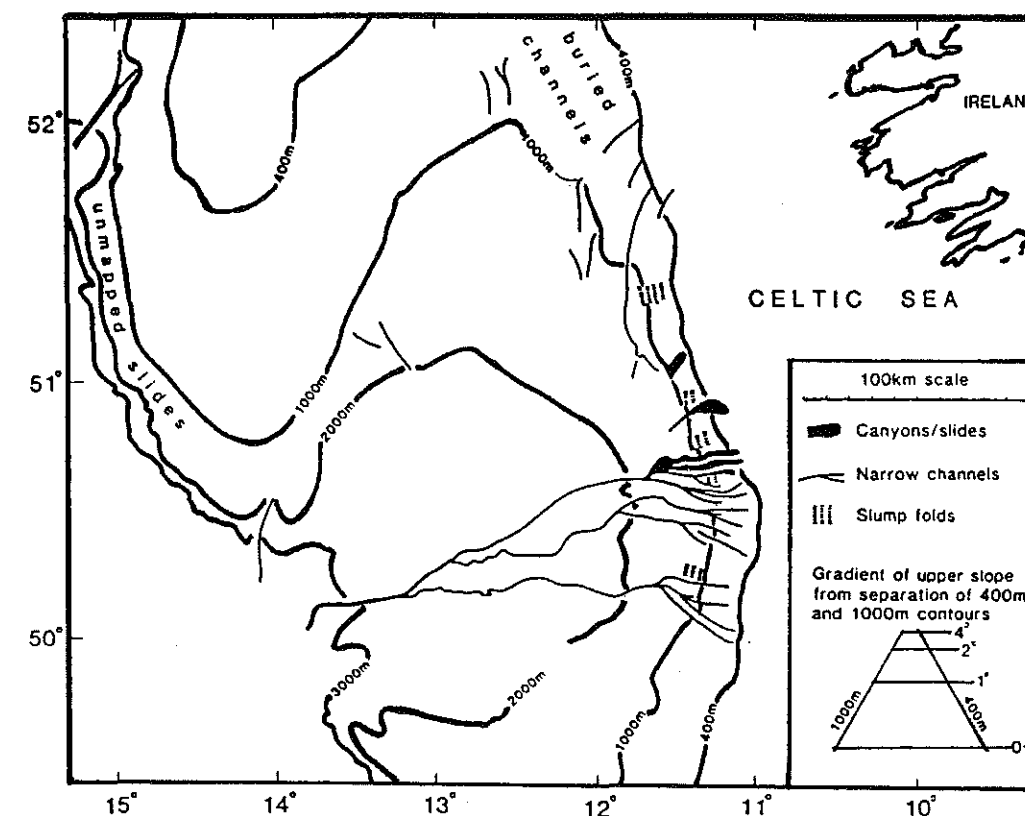 buried
channels
400m
IRELAN
52°
400m
1000m
unmapped
slides
CELTIC SEA
51°
1000m
2000m
100km scale
Canyons/slides
Narrow channels
Slump folds
Gradient of upper slope
from separation of 400m
and 1000m contours
4°
2°
1°
1000m
400m
0
50°
3000m
2000m
1000m
400m
15°
14°
13°
12°
11°
10°